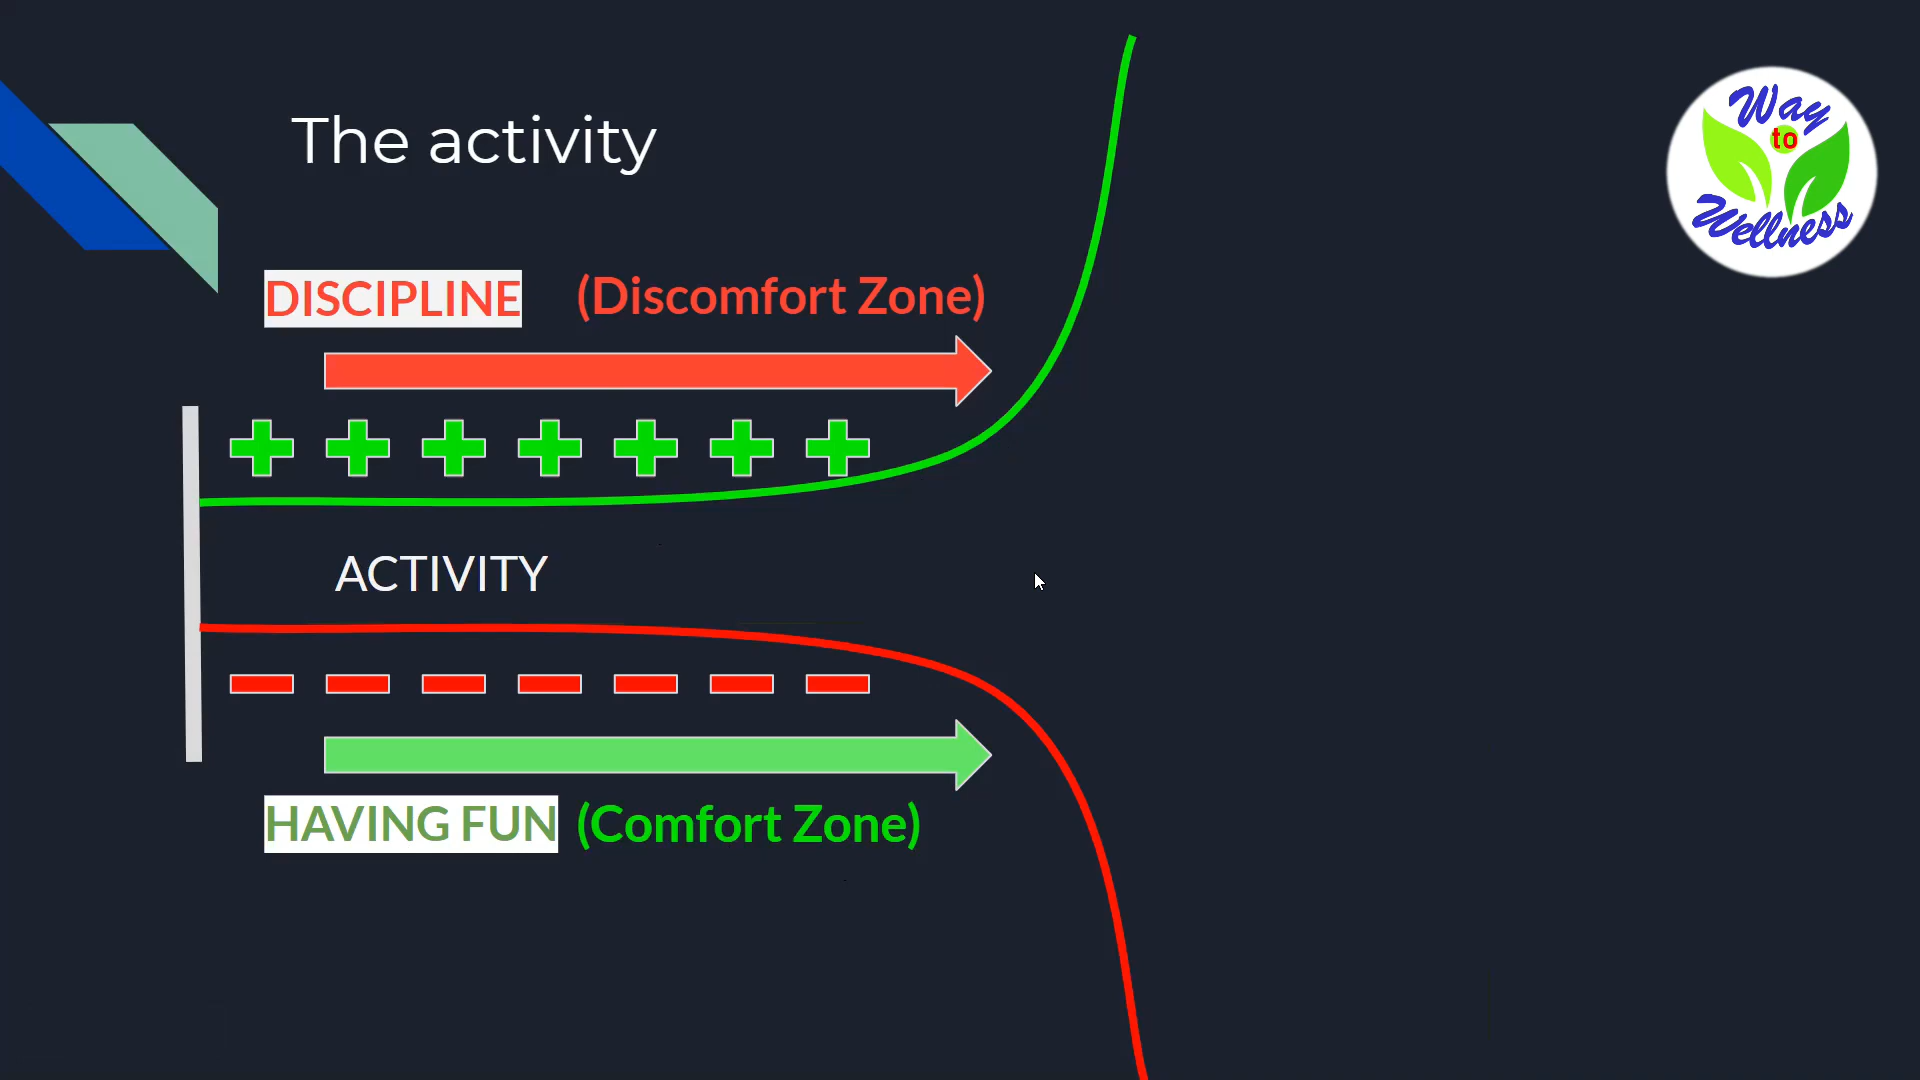 The activity
Way
to
Wellness
DISCIPLINE (Discomfort Zone)
ACTIVITY
HAVING FUN (Comfort Zone)